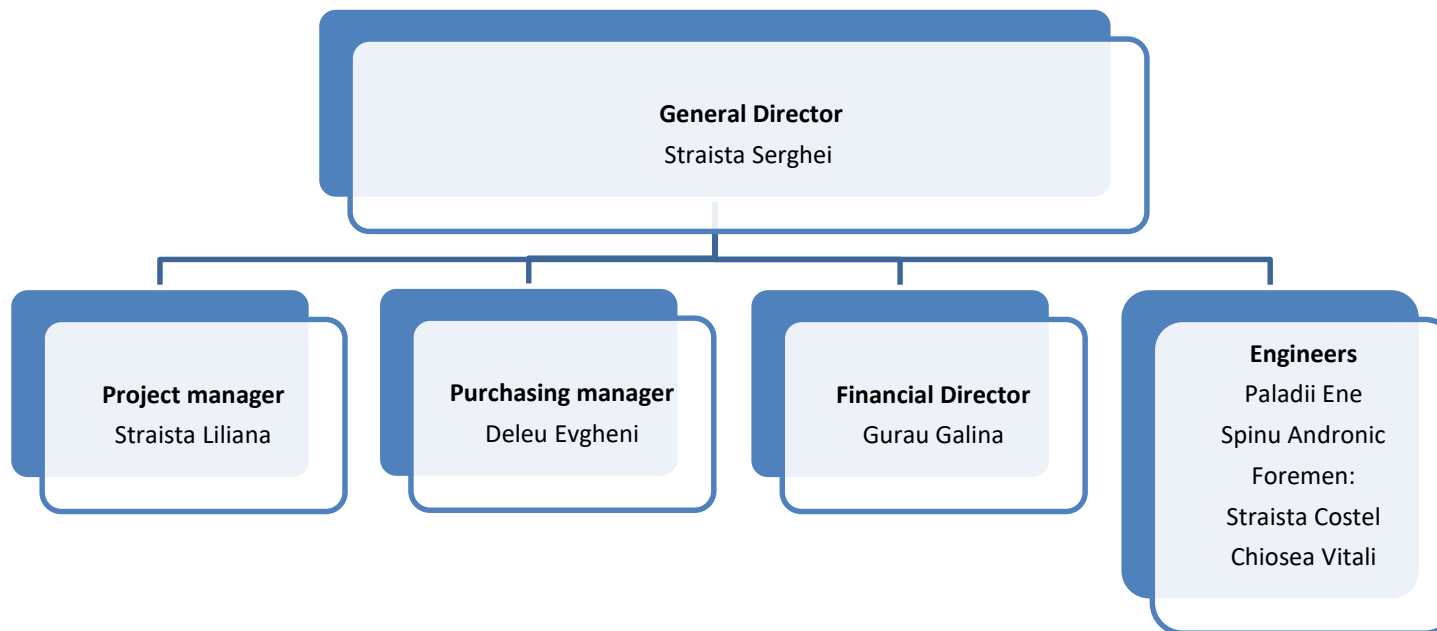 General Director
Straista Serghei
Project manager
Straista Liliana
Purchasing manager
Deleu Evgheni
Financial Director
Gurau Galina
Engineers
Paladii Ene
Spinu Andronic
Foremen:
Straista Costel
Chiosea Vitali